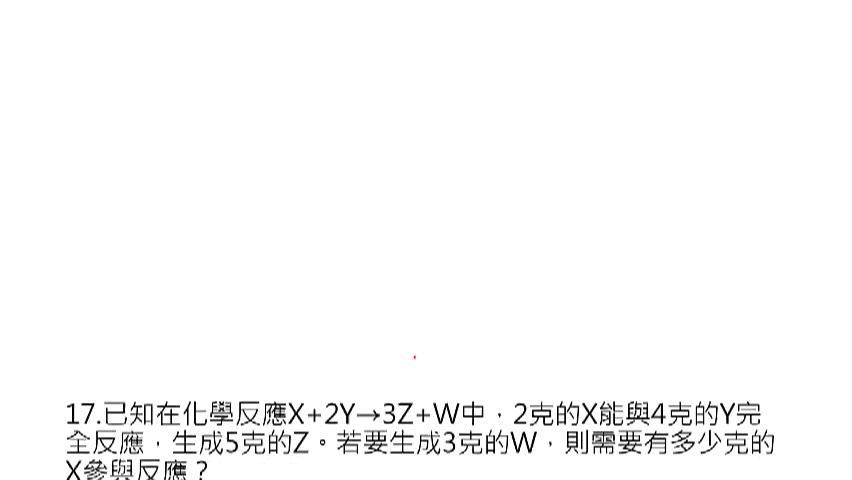 17.已知在化學反應X+2Y→3Z+W中，2克的X能與4克的Y完
全反應，生成5克的Z。若要生成3克的W，則需要有多少克的
X參與反應？